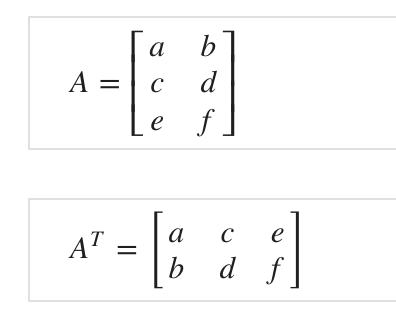 A = [ a b
c d
e f ]
A^T = [ a c e
b d f ]